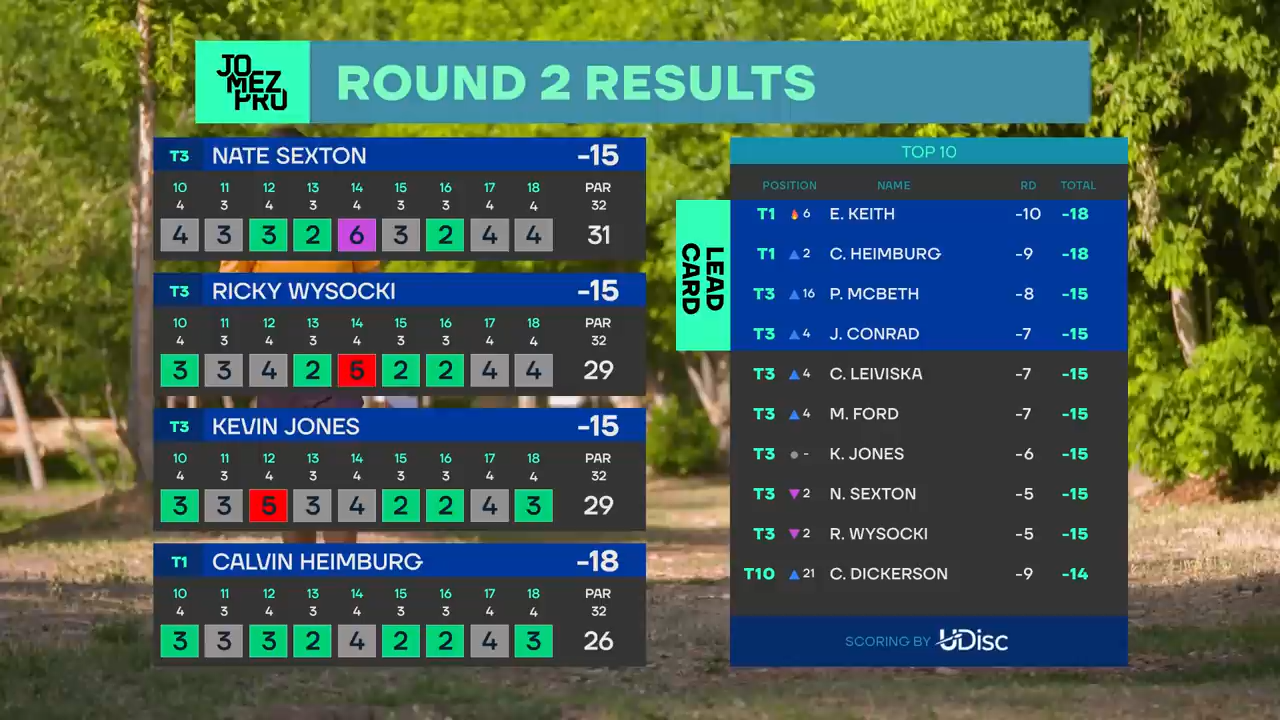 JO
MEZ
PRO
ROUND 2 RESULTS
T3 NATE SEXTON -15
10 11 12 13 14 15 16 17 18 PAR
4 3 4 3 4 3 3 4 4 32
4 3 3 2 6 3 2 4 4 31
T3 RICKY WYSOCKI -15
10 11 12 13 14 15 16 17 18 PAR
4 3 4 3 4 3 3 4 4 32
3 3 4 2 5 2 2 4 4 29
T3 KEVIN JONES -15
10 11 12 13 14 15 16 17 18 PAR
4 3 4 3 4 3 3 4 4 32
3 3 5 3 4 2 2 4 3 29
T1 CALVIN HEIMBURG -18
10 11 12 13 14 15 16 17 18 PAR
4 3 4 3 4 3 3 4 4 32
3 3 3 2 4 2 2 4 3 26
TOP 10
POSITION NAME RD TOTAL
LEAD
CARD
T1 6 E. KEITH -10 -18
T1 2 C. HEIMBURG -9 -18
T3 16 P. MCBETH -8 -15
T3 4 J. CONRAD -7 -15
T3 4 C. LEIVISKA -7 -15
T3 4 M. FORD -7 -15
T3 - K. JONES -6 -15
T3 2 N. SEXTON -5 -15
T3 2 R. WYSOCKI -5 -15
T10 21 C. DICKERSON -9 -14
SCORING BY UDisc